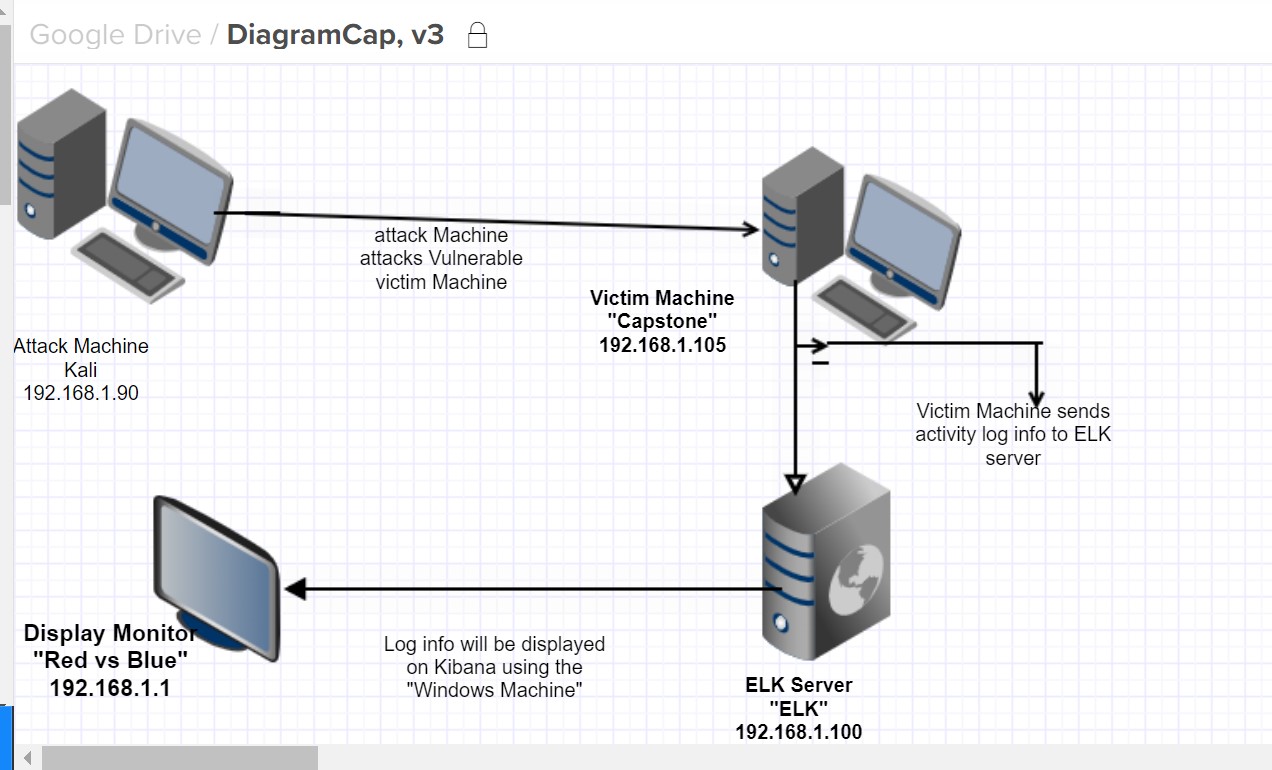 Google Drive / DiagramCap, v3
attack Machine
attacks Vulnerable
victim Machine
Victim Machine
"Capstone"
192.168.1.105
Attack Machine
Kali
192.168.1.90
Victim Machine sends
activity log info to ELK
server
Display Monitor
"Red vs Blue"
192.168.1.1
Log info will be displayed
on Kibana using the
"Windows Machine"
ELK Server
"ELK"
192.168.1.100